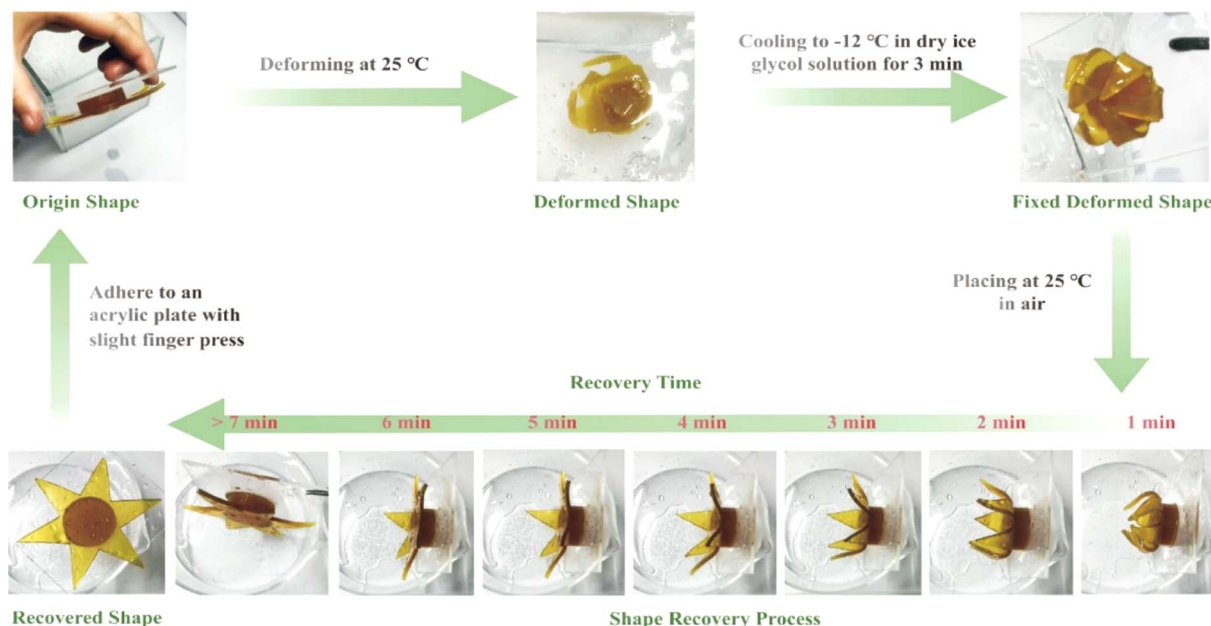 Deforming at 25 °C
Cooling to -12 °C in dry ice
glycol solution for 3 min
Origin Shape
Deformed Shape
Fixed Deformed Shape
Adhere to an
acrylic plate with
slight finger press
Placing at 25 °C
in air
Recovery Time
> 7 min
6 min
5 min
4 min
3 min
2 min
1 min
Recovered Shape
Shape Recovery Process